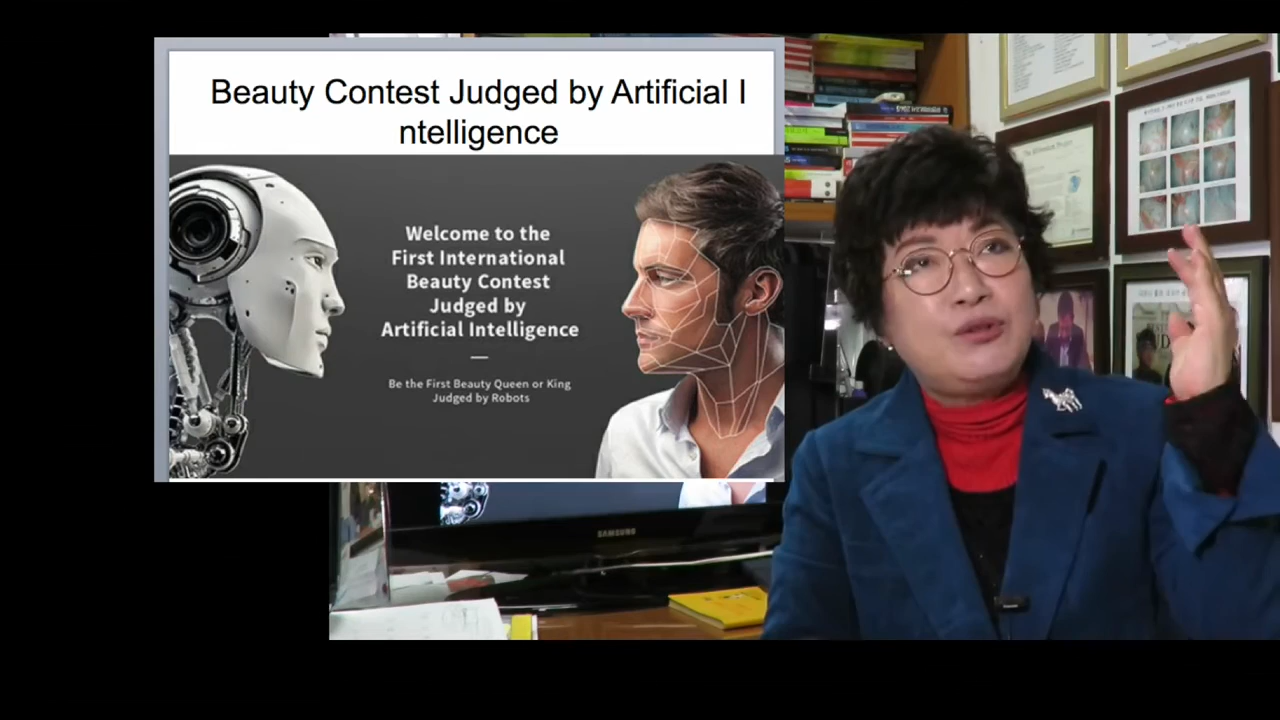 Beauty Contest Judged by Artificial I
ntelligence
Welcome to the
First International
Beauty Contest
Judged by
Artificial Intelligence
Be the First Beauty Queen or King
Judged by Robots
SAMSUNG